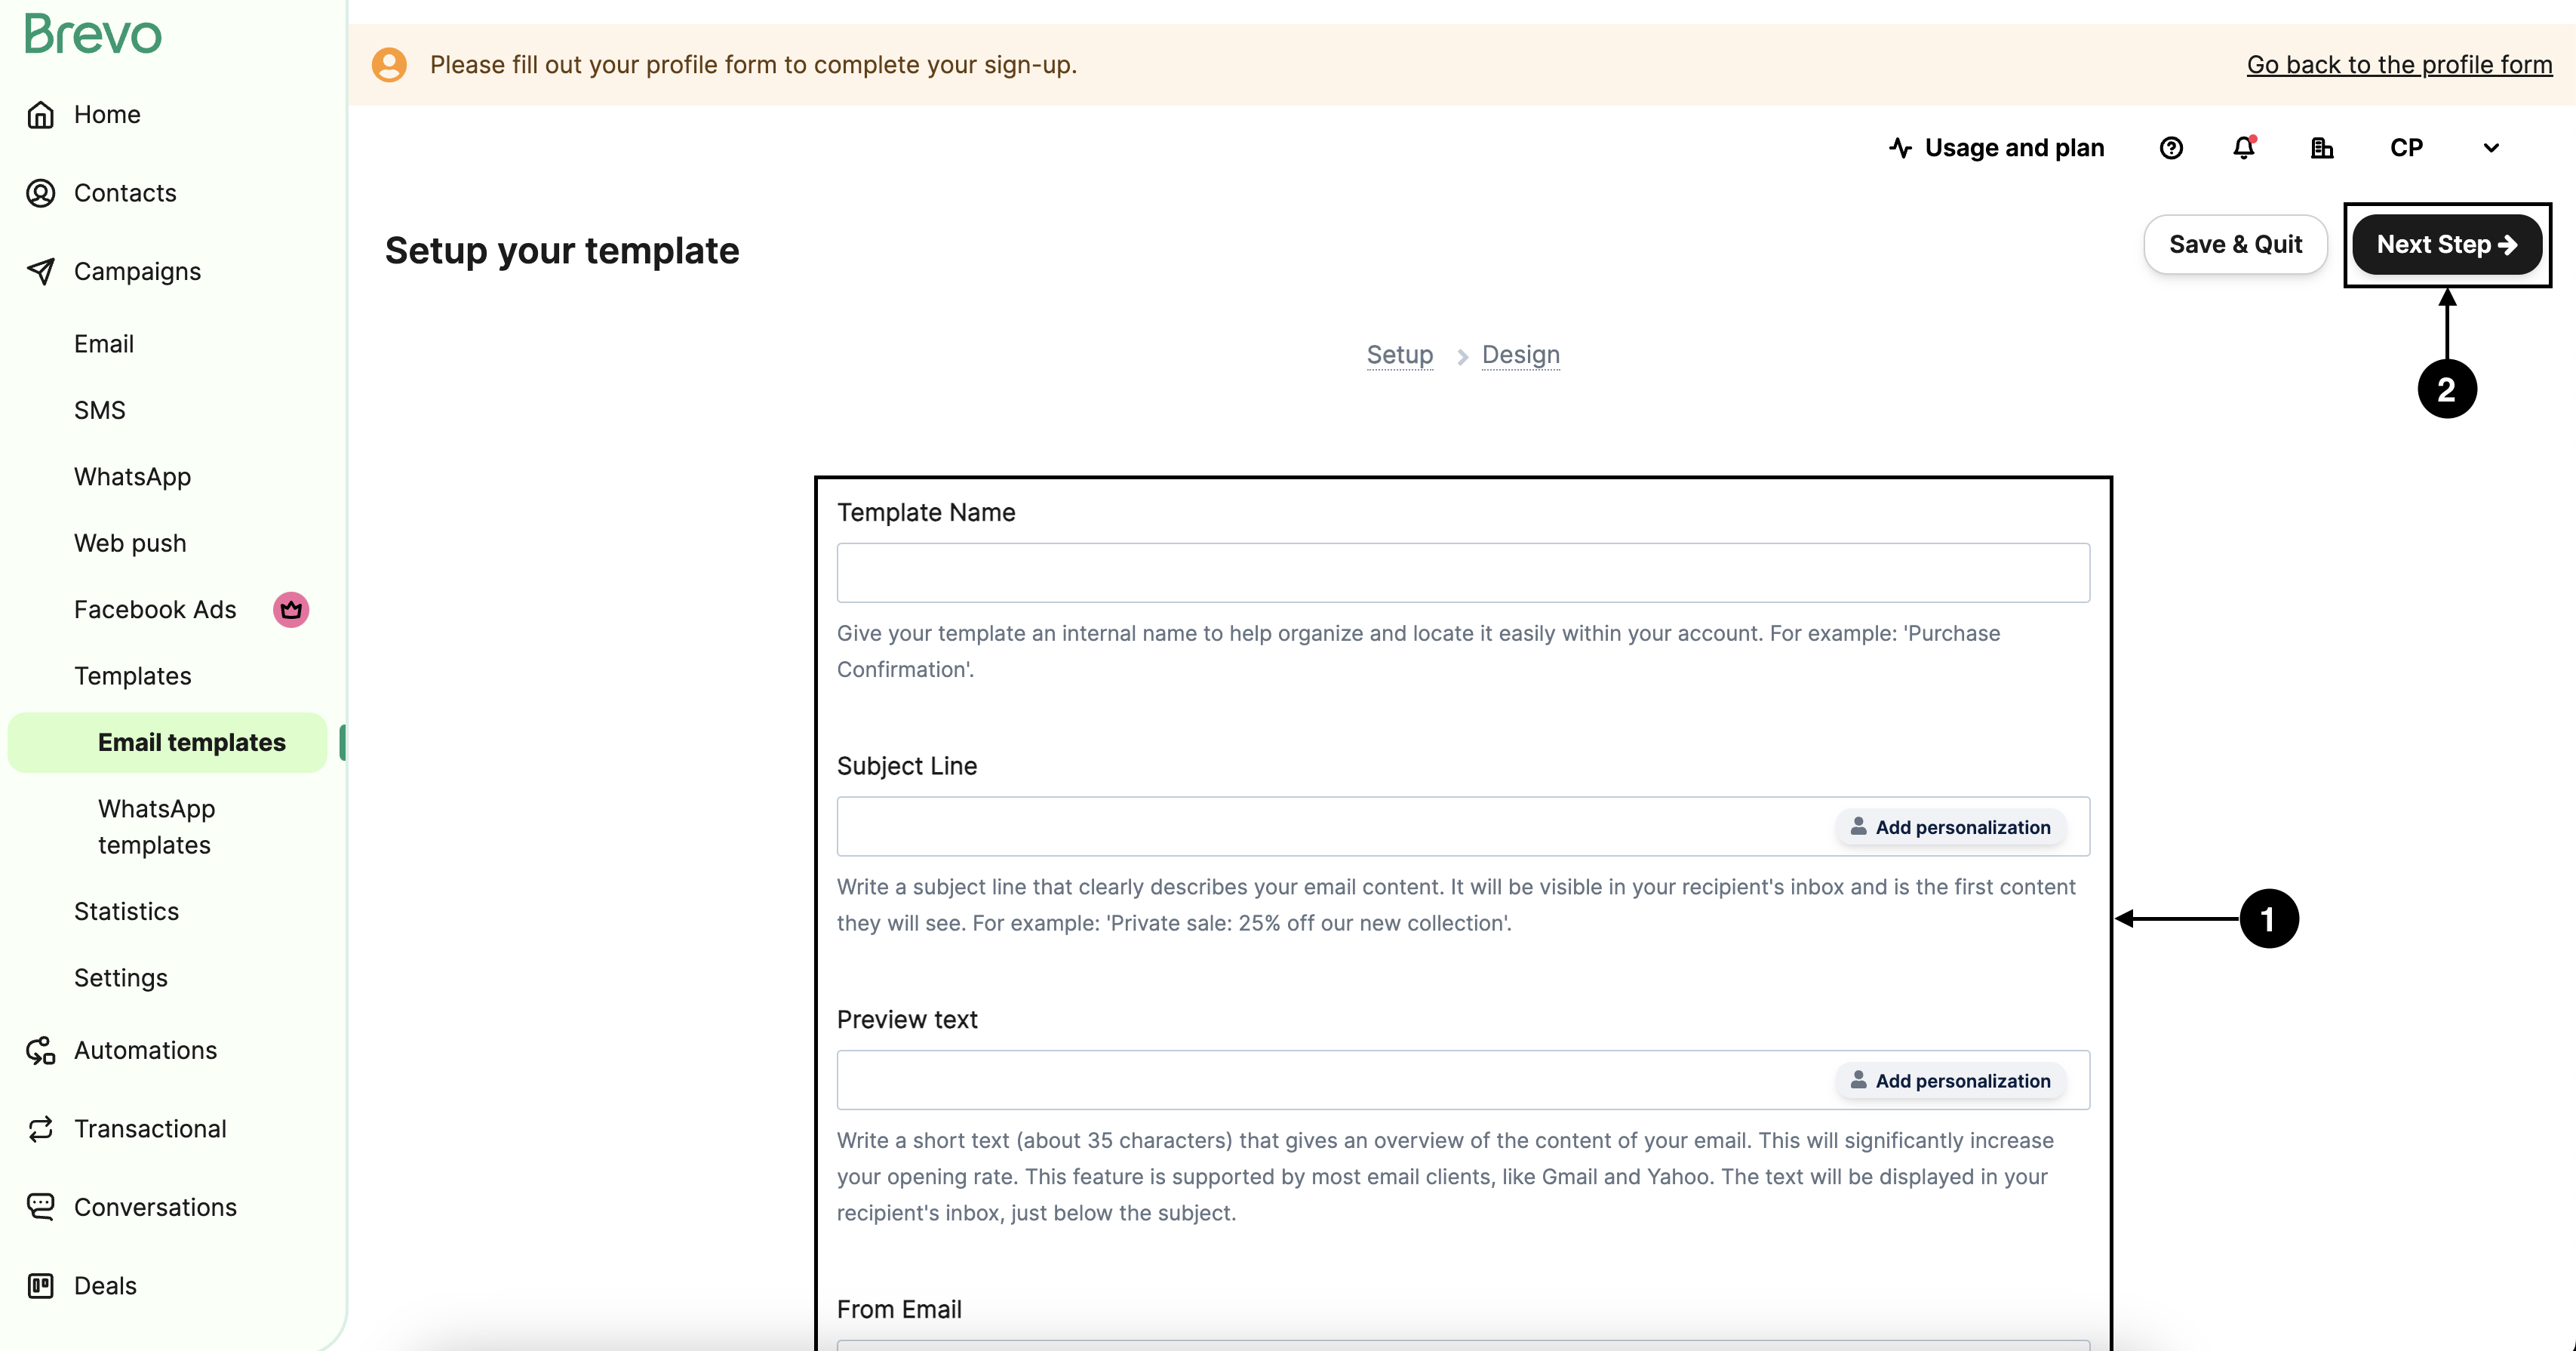 Brevo
Home
Contacts
Campaigns
Email
SMS
WhatsApp
Web push
Facebook Ads
Templates
Email templates
WhatsApp
templates
Statistics
Settings
Automations
Transactional
Conversations
Deals
Please fill out your profile form to complete your sign-up.
Go back to the profile form
Usage and plan
CP
Setup your template
Save & Quit
Next Step
2
Setup
Design
Template Name
Give your template an internal name to help organize and locate it easily within your account. For example: 'Purchase
Confirmation'.
Subject Line
Add personalization
Write a subject line that clearly describes your email content. It will be visible in your recipient's inbox and is the first content
they will see. For example: 'Private sale: 25% off our new collection'.
1
Preview text
Add personalization
Write a short text (about 35 characters) that gives an overview of the content of your email. This will significantly increase
your opening rate. This feature is supported by most email clients, like Gmail and Yahoo. The text will be displayed in your
recipient's inbox, just below the subject.
From Email